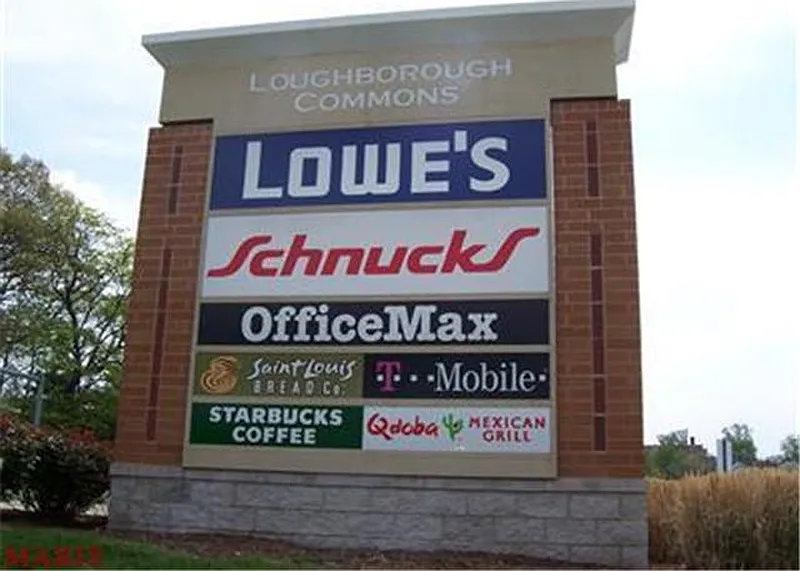 LOUGHBOROUGH
COMMONS
LOWE'S
Schnucks
OfficeMax
Saint Louis
BREAD Co.
T··Mobile·
STARBUCKS
COFFEE
Qdoba
MEXICAN
GRILL
MARIS